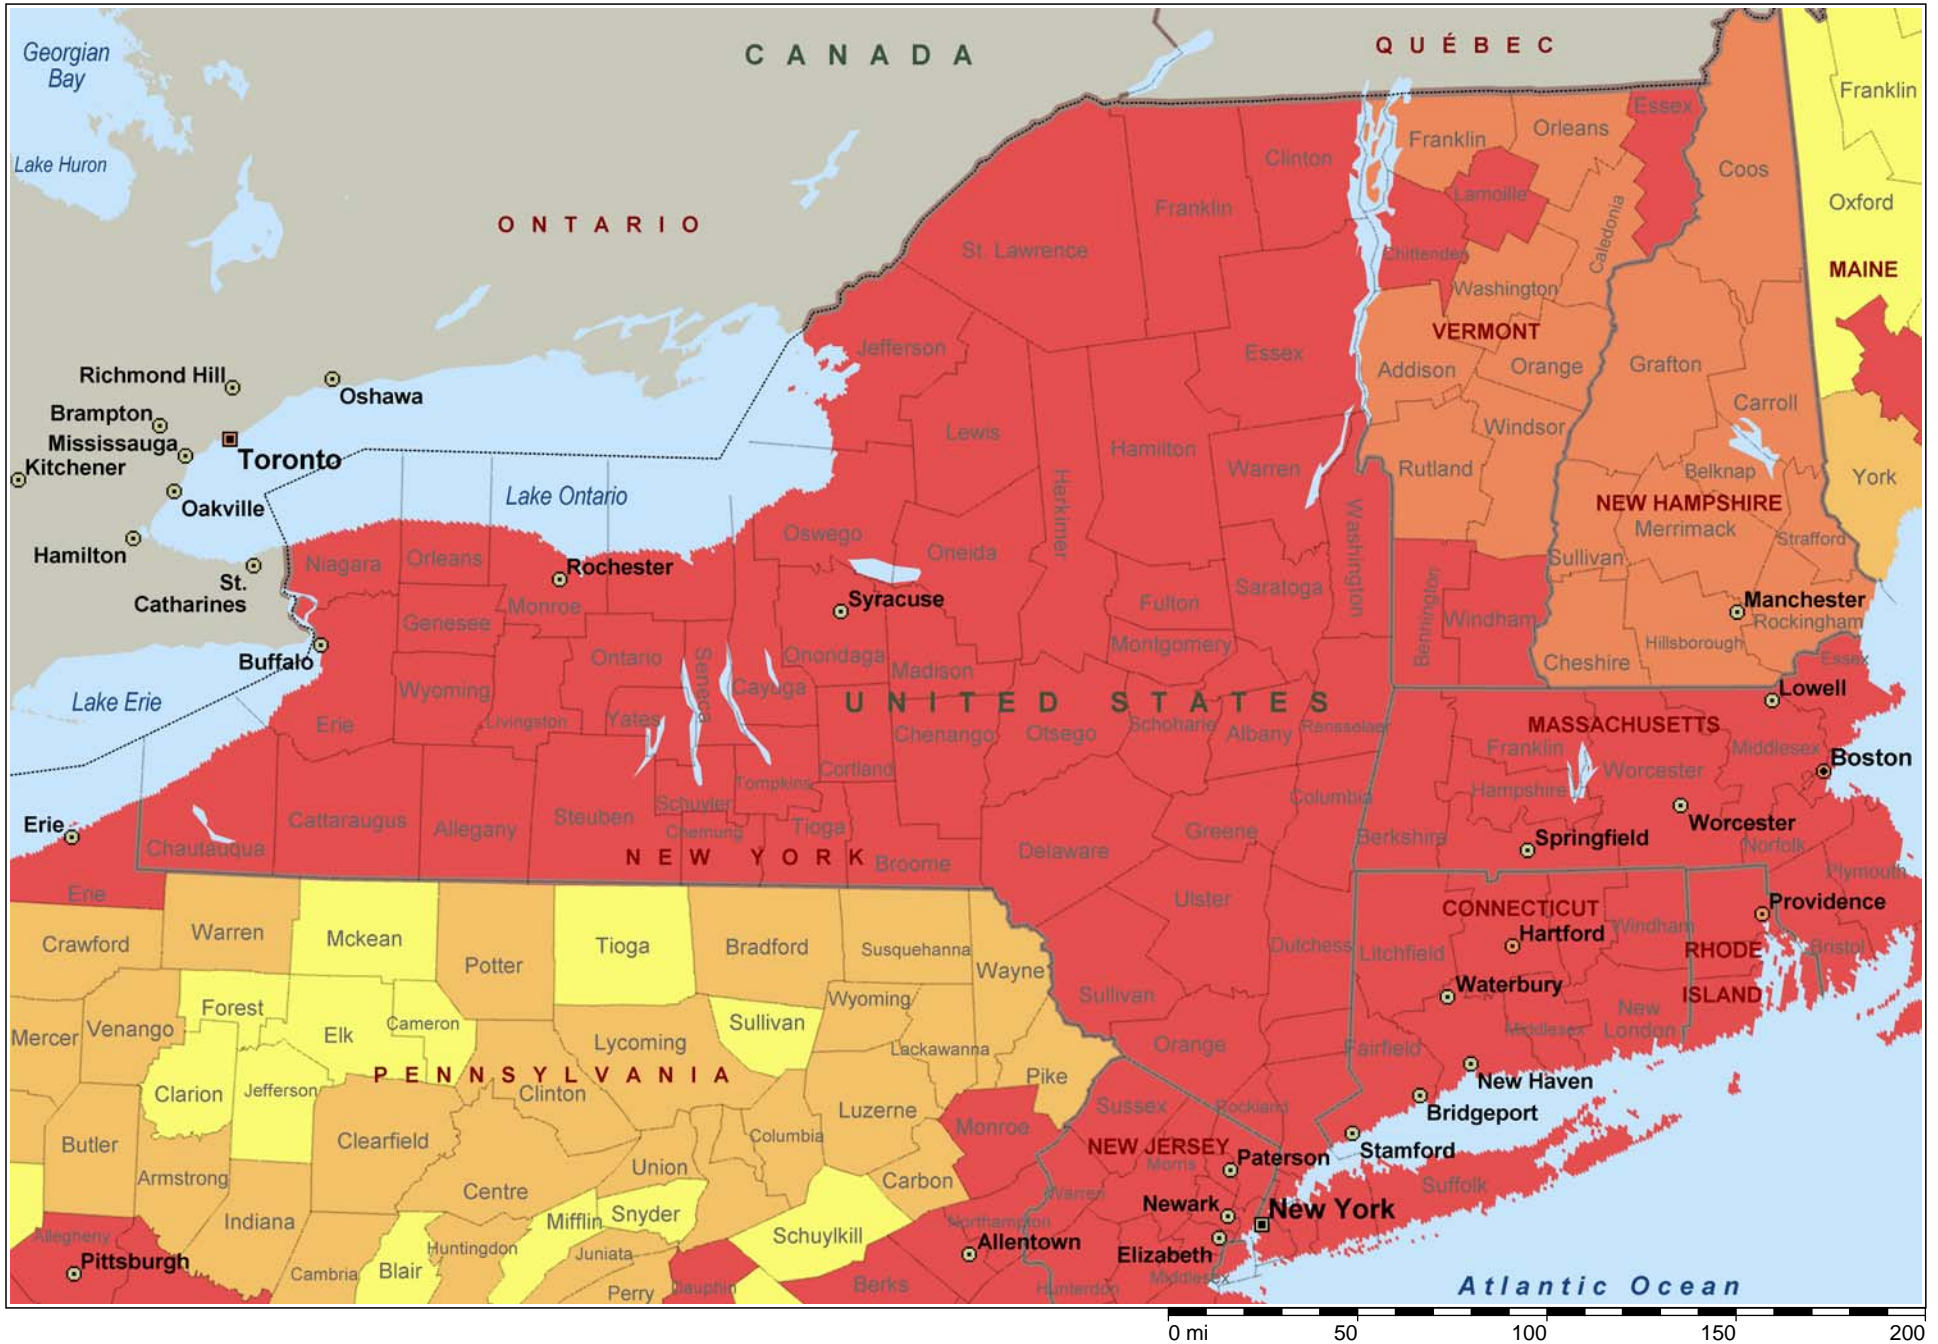 Georgian
Bay
CANADA
QUÉBEC
Franklin
Essex
Orleans
Franklin
Clinton
Lake Huron
Coos
Lamoille
Franklin
Oxford
ONTARIO
Caledonia
St. Lawrence
Chittenden
MAINE
Washington
VERMONT
Jefferson
Essex
Addison
Orange
Grafton
Richmond Hill
Oshawa
Brampton
Carroll
Mississauga
Lewis
Windsor
Hamilton
Toronto
Kitchener
Warren
Rutland
Belknap
York
Lake Ontario
Oakville
NEW HAMPSHIRE
Herkimer
Washington
Merrimack
Oswego
Strafford
Hamilton
Oneida
Niagara
Orleans
Sullivan
Rochester
St.
Catharines
Saratoga
Syracuse
Manchester
Monroe
Fulton
Bennington
Windham
Rockingham
Genesee
Montgomery
Hillsborough
Buffalo
Ontario
Seneca
Onondaga
Madison
Cheshire
Essex
Wyoming
Cayuga
Lowell
Lake Erie
UNITED STATES
Erie
Livingston
Yates
Chenango
Otsego
Schoharie
Albany
Rensselaer
MASSACHUSETTS
Franklin
Middlesex
Boston
Tompkins
Cortland
Worcester
Hampshire
Schuyler
Columbia
Erie
Cattaraugus
Allegany
Steuben
Chemung
Tioga
Greene
Berkshire
Springfield
Worcester
Norfolk
Chautauqua
NEW YORK
Broome
Delaware
Plymouth
Erie
Ulster
Providence
CONNECTICUT
Warren
Windham
Hartford
Crawford
Mckean
Tioga
Bradford
Susquehanna
Dutchess
Litchfield
RHODE
ISLAND
Bristol
Potter
Wayne
Waterbury
Forest
Wyoming
Sullivan
New
London
Mercer
Venango
Elk
Cameron
Sullivan
Middlesex
Lycoming
Lackawanna
Orange
Fairfield
PENNSYLVANIA
Pike
New Haven
Clarion
Jefferson
Clinton
Luzerne
Sussex
Rockland
Bridgeport
Butler
Clearfield
Columbia
Monroe
NEW JERSEY
Paterson
Stamford
Union
Morris
Armstrong
Centre
Carbon
Warren
Suffolk
Newark
New York
Indiana
Mifflin
Snyder
Schuylkill
Northampton
Allegheny
Huntingdon
Juniata
Allentown
Elizabeth
Pittsburgh
Cambria
Blair
Perry
Dauphin
Berks
Hunterdon
Middlesex
Atlantic Ocean
0 mi 50 100 150 200